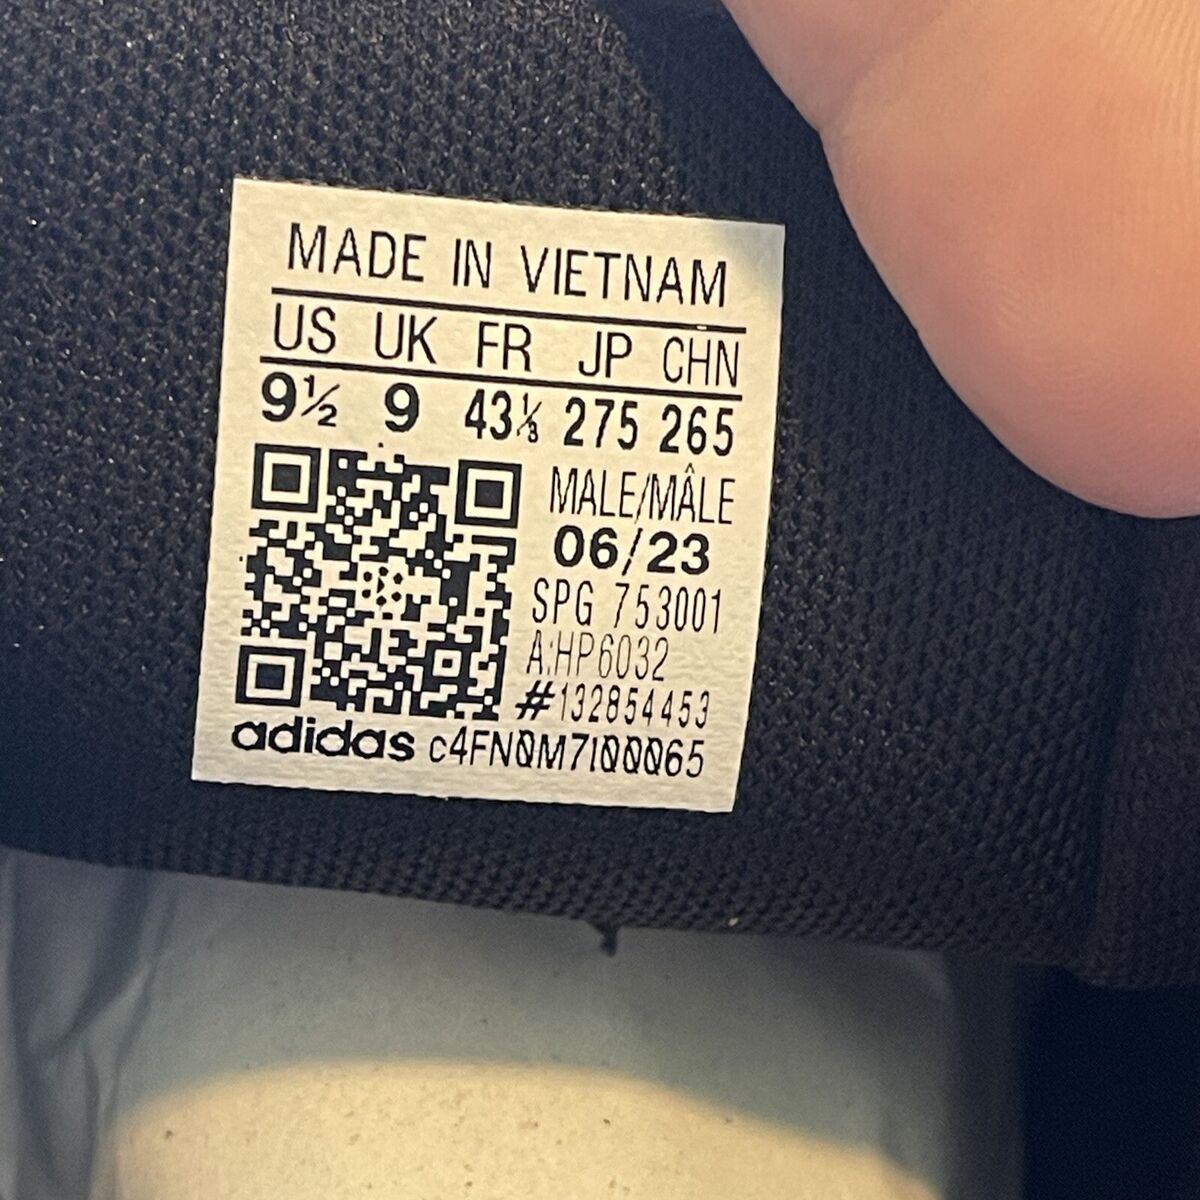 MADE IN VIETNAM
US UK FR JP CHN
9½ 9 43⅓ 275 265
MALE/MÂLE
06/23
SPG 753001
A:HP6032
#132854453
adidas c4FN0M7I00065